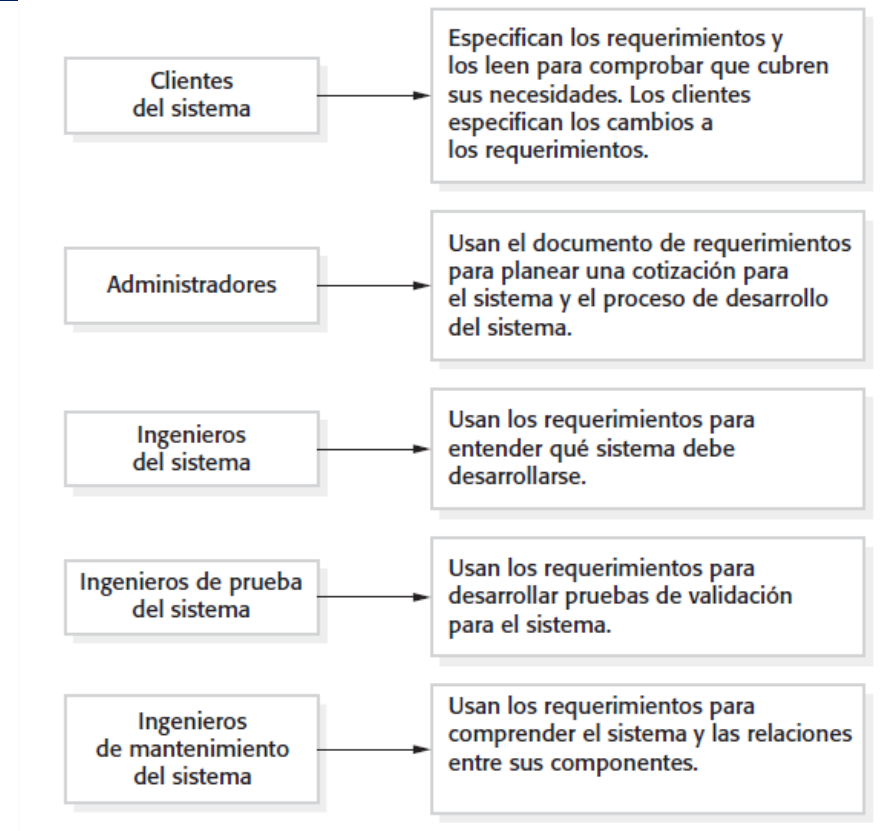 Clientes
del sistema
Especifican los requerimientos y
los leen para comprobar que cubren
sus necesidades. Los clientes
especifican los cambios a
los requerimientos.
Administradores
Usan el documento de requerimientos
para planear una cotización para
el sistema y el proceso de desarrollo
del sistema.
Ingenieros
del sistema
Usan los requerimientos para
entender qué sistema debe
desarrollarse.
Ingenieros de prueba
del sistema
Usan los requerimientos para
desarrollar pruebas de validación
para el sistema.
Ingenieros
de mantenimiento
del sistema
Usan los requerimientos para
comprender el sistema y las relaciones
entre sus componentes.